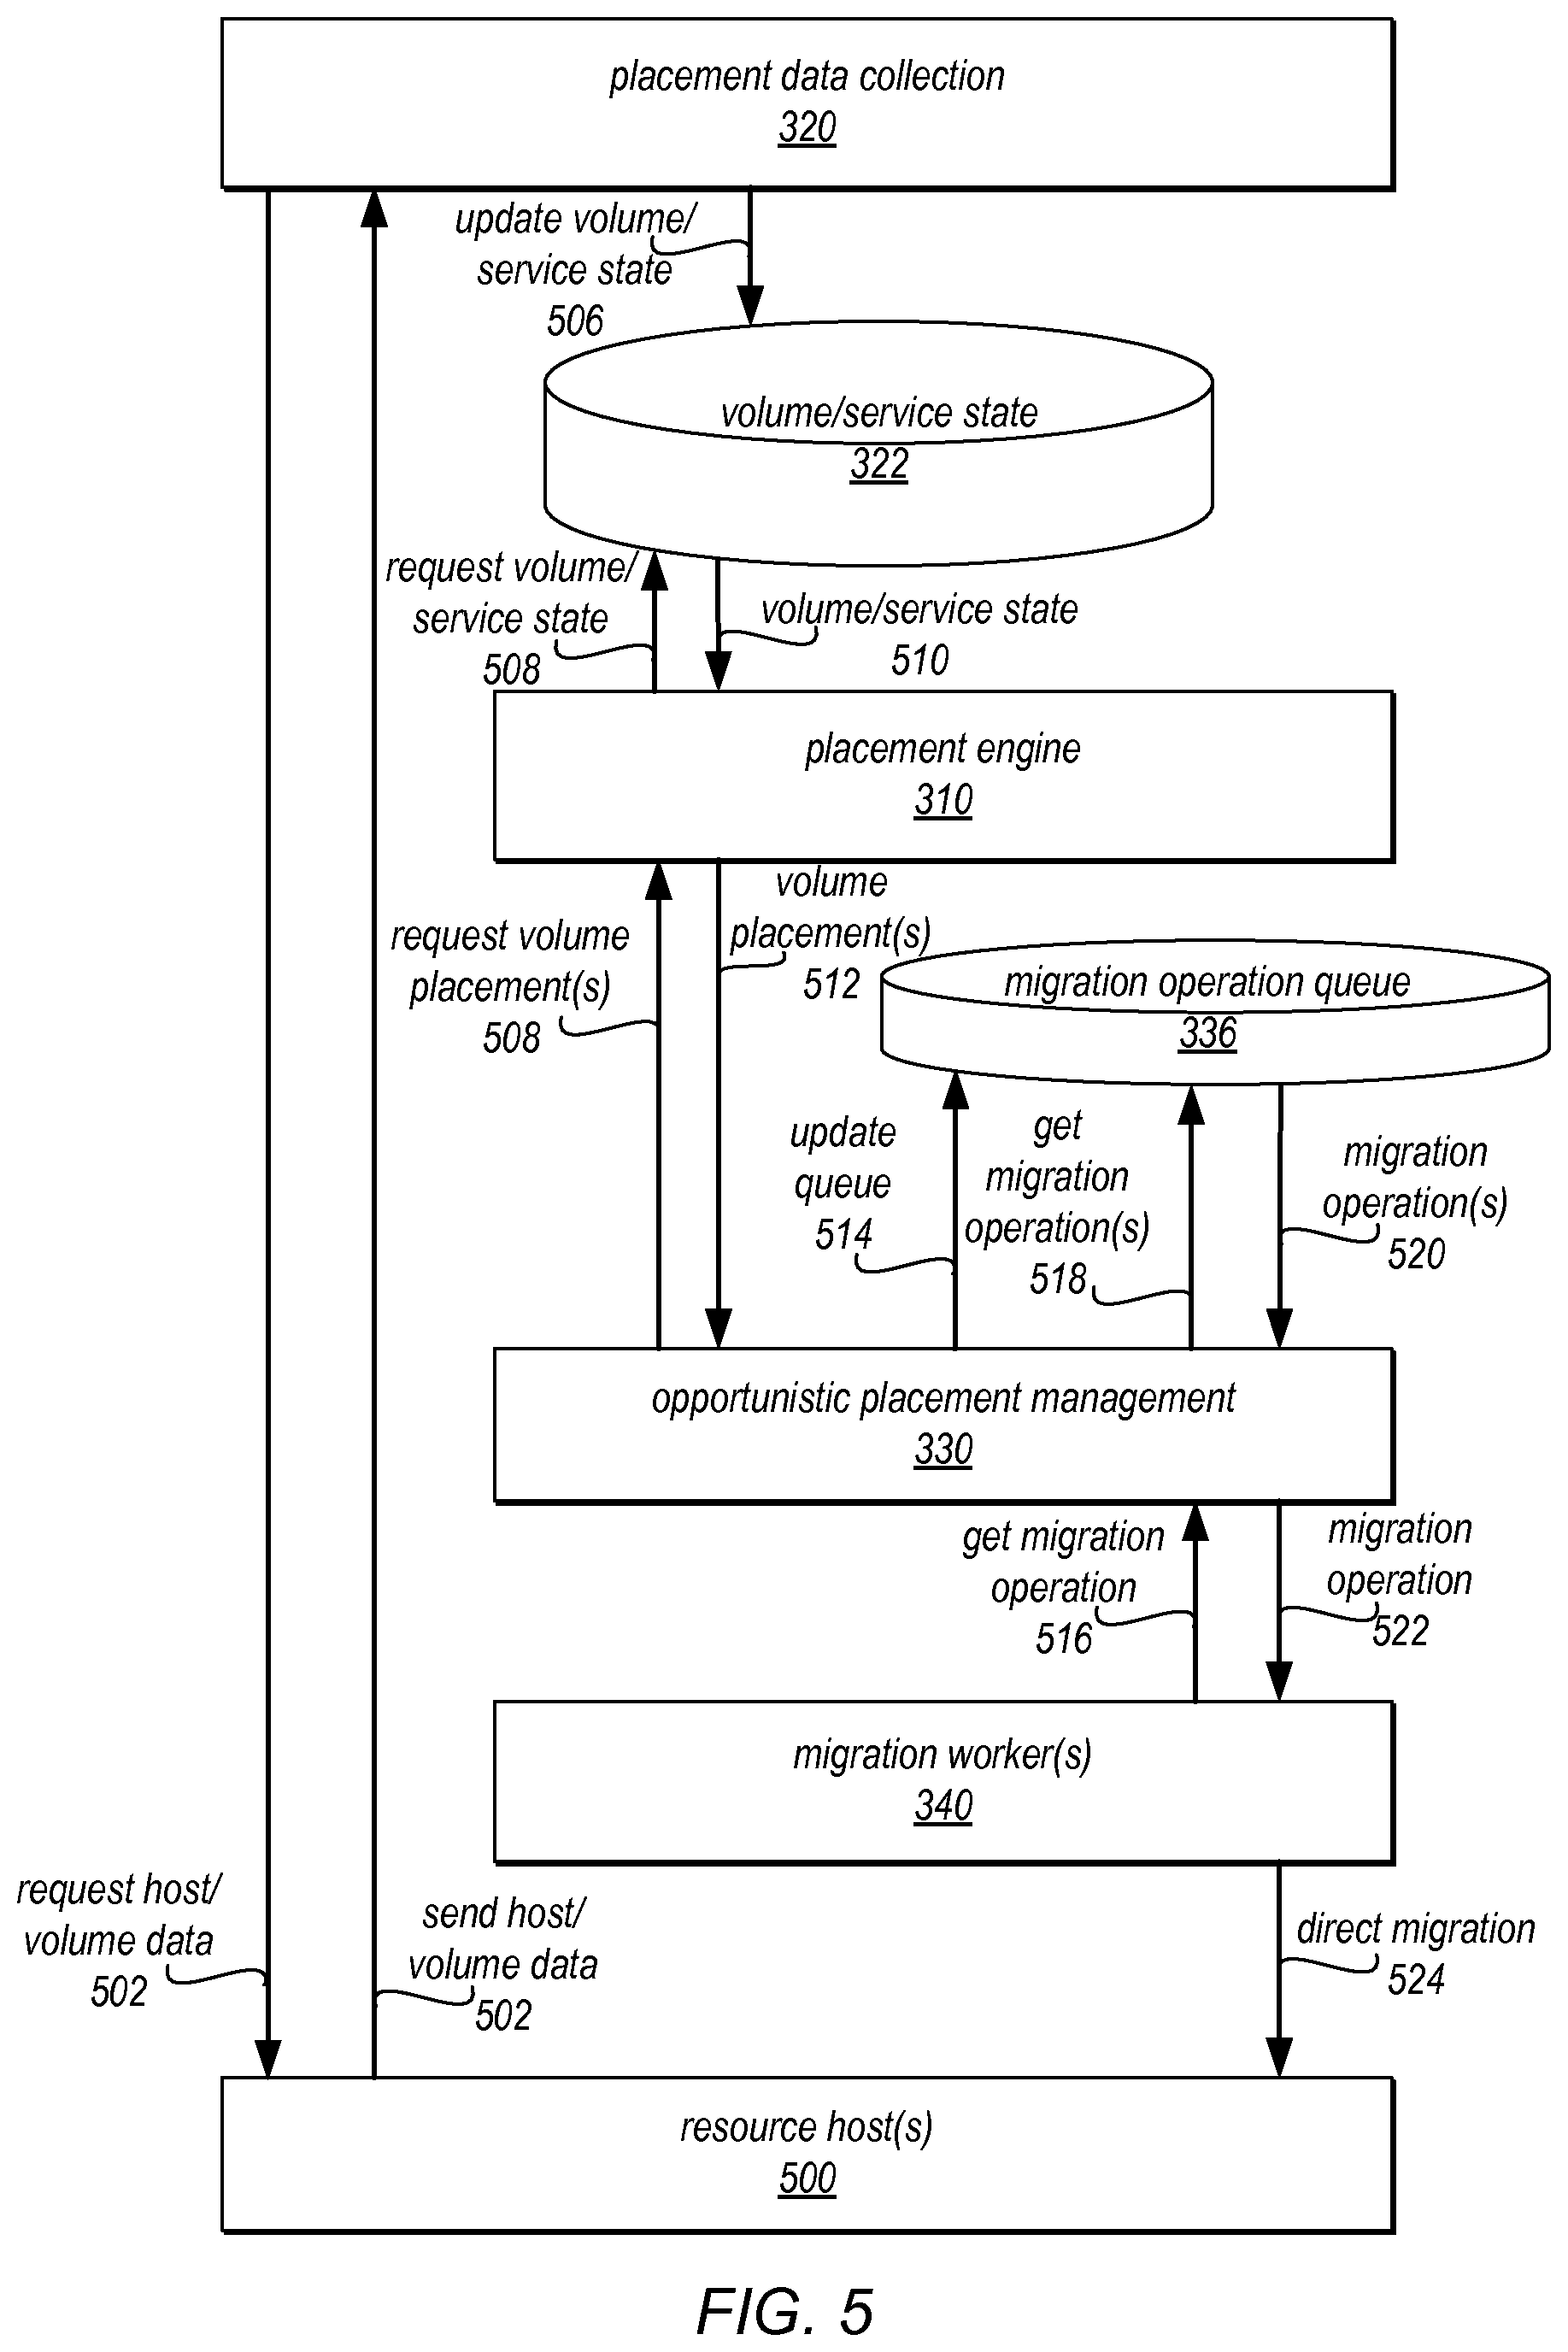 placement data collection
320
update volume/
service state
506
volume/service state
322
request volume/
service state
508
volume/service state
510
placement engine
310
request volume
placement(s)
508
volume
placement(s)
512
migration operation queue
336
update
queue
514
get
migration
operation(s)
518
migration
operation(s)
520
opportunistic placement management
330
get migration
operation
516
migration
operation
522
migration worker(s)
340
request host/
volume data
502
send host/
volume data
502
direct migration
524
resource host(s)
500
FIG. 5